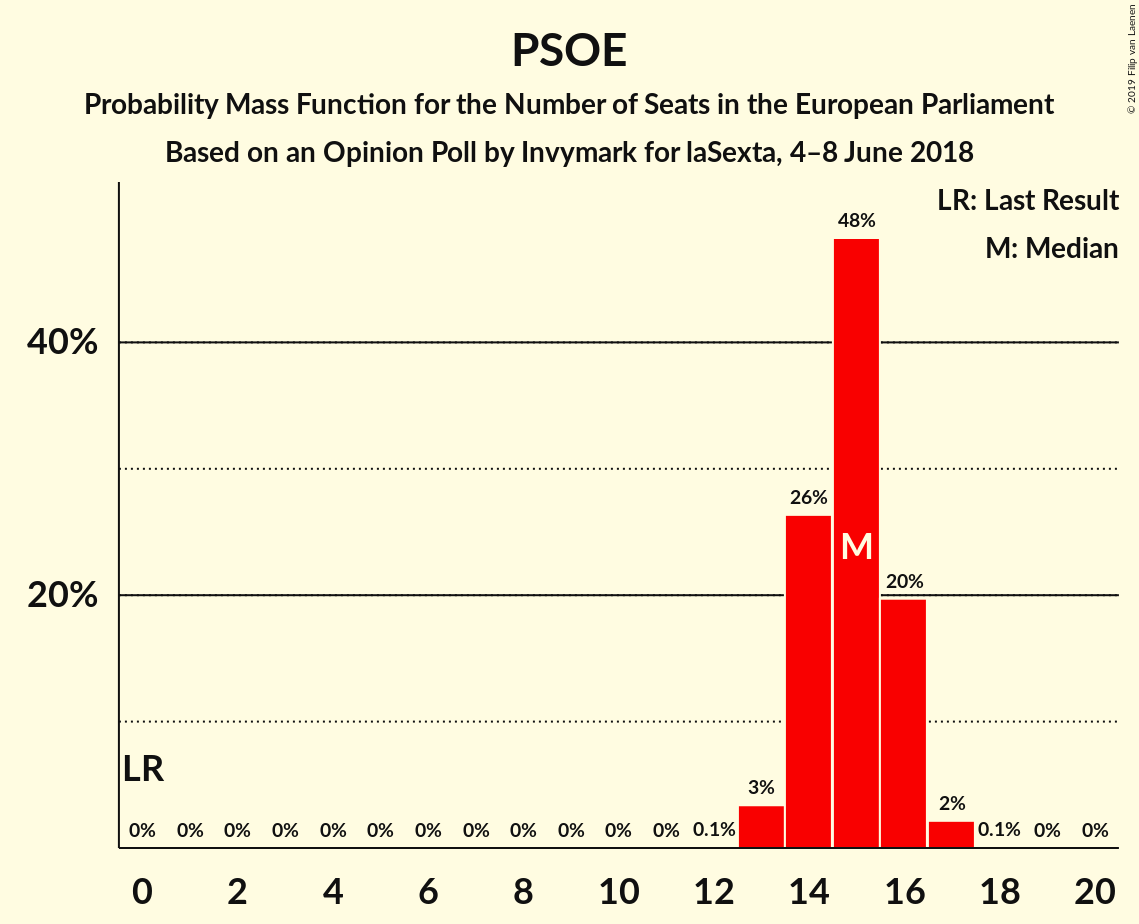 PSOE
Probability Mass Function for the Number of Seats in the European Parliament
Based on an Opinion Poll by Invymark for laSexta, 4–8 June 2018
© 2019 Filip van Laenen
LR: Last Result
M: Median
48%
40%
26%
M
20%
20%
LR
3%
2%
0% 0% 0% 0% 0% 0% 0% 0% 0% 0% 0% 0% 0.1% 0.1% 0% 0%
0 2 4 6 8 10 12 14 16 18 20